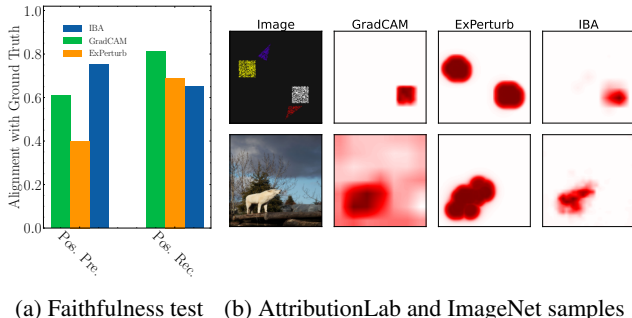 IBA
GradCAM
ExPerturb
Alignment with Ground Truth
1.0
0.8
0.6
0.4
0.2
0.0
Pos. Pre.
Pos. Rec.
Image GradCAM ExPerturb IBA
(a) Faithfulness test (b) AttributionLab and ImageNet samples